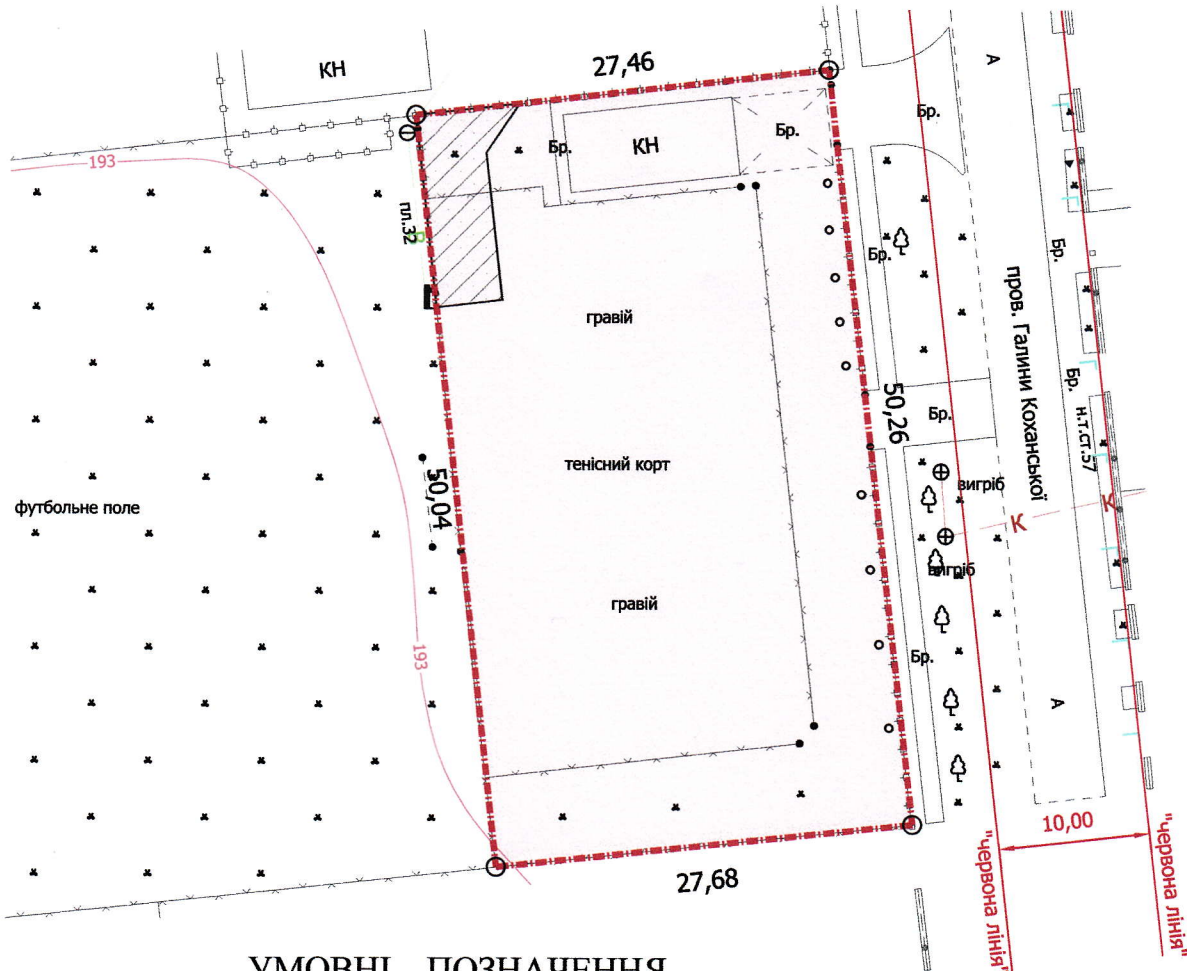 КН
27,46
А
Бр.
Бр.
Бр.
КН
193
пл.32
Бр.
Бр.
гравій
пров. Галини Коханської
Бр.
50,26
Бр.
н.т.ст.57
тенісний корт
50,04
вигріб
футбольне поле
К
К
вигріб
гравій
193
Бр.
А
10,00
27,68
"червона лінія"
"червона лінія"
УМОВНІ ПОЗНАЧЕННЯ